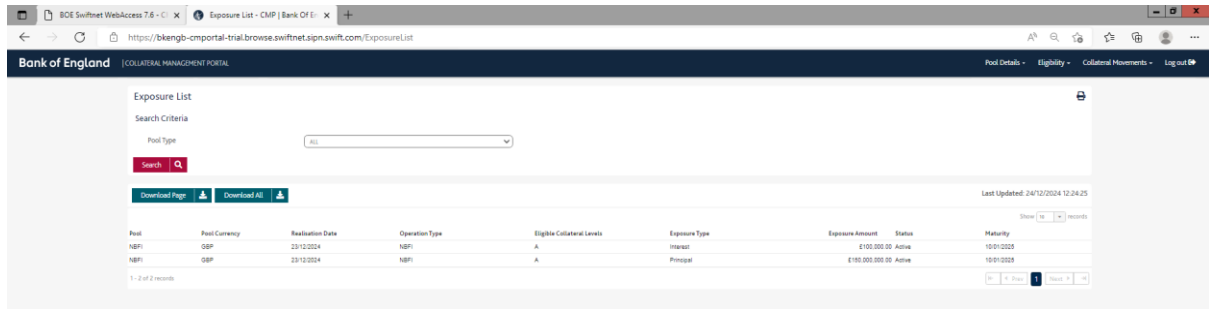 BOE Swiftnet WebAccess 7.6 - Cl
Exposure List - CMP | Bank Of En
https://bkengb-cmportal-trial.browse.swiftnet.sipn.swift.com/ExposureList
Bank of England | COLLATERAL MANAGEMENT PORTAL Pool Details Eligibility Collateral Movements Log out
Exposure List
Search Criteria
Pool Type ALL
Search
Download Page Download All Last Updated: 24/12/2024 12:24:25
Show 10 records
Pool Pool Currency Realisation Date Operation Type Eligible Collateral Levels Exposure Type Exposure Amount Status Maturity
NBFI GBP 23/12/2024 NBFI A Interest £100,000.00 Active 10/01/2025
NBFI GBP 23/12/2024 NBFI A Principal £150,000,000.00 Active 10/01/2025
1 - 2 of 2 records Prev 1 Next